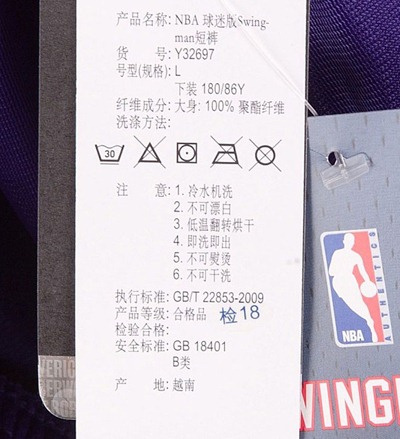 产品名称: NBA 球迷版Swing-
man短裤
货 号: Y32697
号型(规格): L
下装 180/86Y
纤维成分: 大身: 100% 聚酯纤维
洗涤方法:
30
注 意: 1. 冷水机洗
2. 不可漂白
3. 低温翻转烘干
4. 即洗即出
5. 不可熨烫
6. 不可干洗
执行标准: GB/T 22853-2009
产品等级: 合格品 检18
检验合格:
安全标准: GB 18401
B类
产 地: 越南
NBA
AUTHENTICS
WING